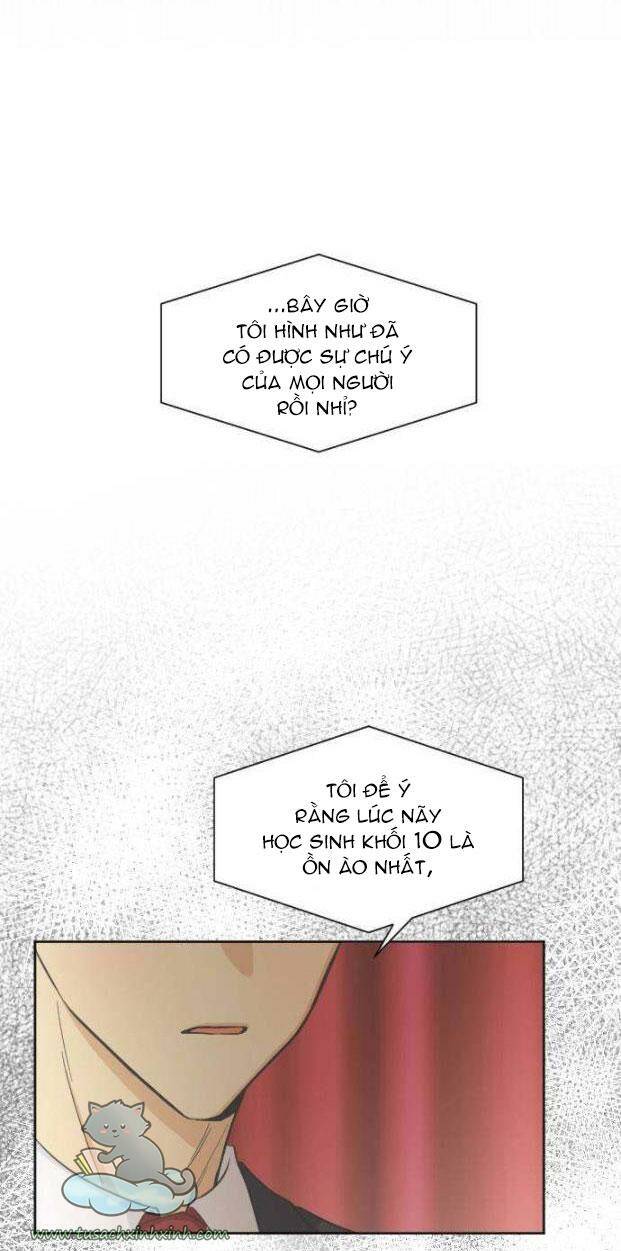 ...BÂY GIỜ
TÔI HÌNH NHƯ ĐÃ
CÓ ĐƯỢC SỰ CHÚ Ý
CỦA MỌI NGƯỜI
RỒI NHỈ?
TÔI ĐỂ Ý
RẰNG LÚC NÃY
HỌC SINH KHỐI 10 LÀ
ỒN ÀO NHẤT,
www.tusachxinhxinh.com